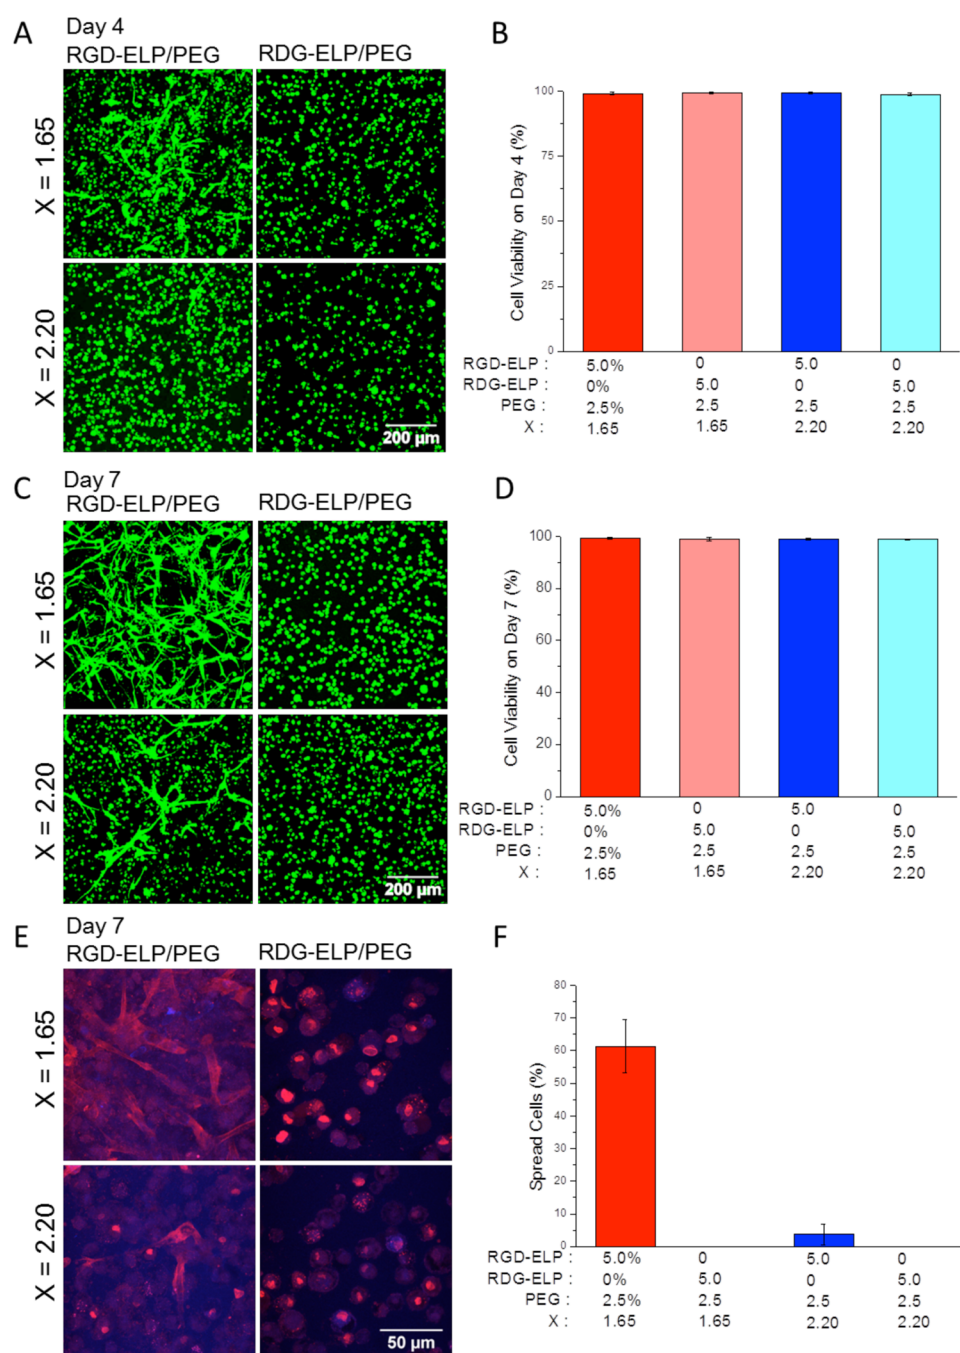 A
Day 4
RGD-ELP/PEG RDG-ELP/PEG
X = 1.65
X = 2.20
200 µm
B
Cell Viability on Day 4 (%)
100
75
50
25
0
RGD-ELP : 5.0% 0 5.0 0
RDG-ELP : 0% 5.0 0 5.0
PEG : 2.5% 2.5 2.5 2.5
X : 1.65 1.65 2.20 2.20
C
Day 7
RGD-ELP/PEG RDG-ELP/PEG
X = 1.65
X = 2.20
200 µm
D
Cell Viability on Day 7 (%)
100
80
60
40
20
0
RGD-ELP : 5.0% 0 5.0 0
RDG-ELP : 0% 5.0 0 5.0
PEG : 2.5% 2.5 2.5 2.5
X : 1.65 1.65 2.20 2.20
E
Day 7
RGD-ELP/PEG RDG-ELP/PEG
X = 1.65
X = 2.20
50 µm
F
Spread Cells (%)
80
70
60
50
40
30
20
10
0
RGD-ELP : 5.0% 0 5.0 0
RDG-ELP : 0% 5.0 0 5.0
PEG : 2.5% 2.5 2.5 2.5
X : 1.65 1.65 2.20 2.20